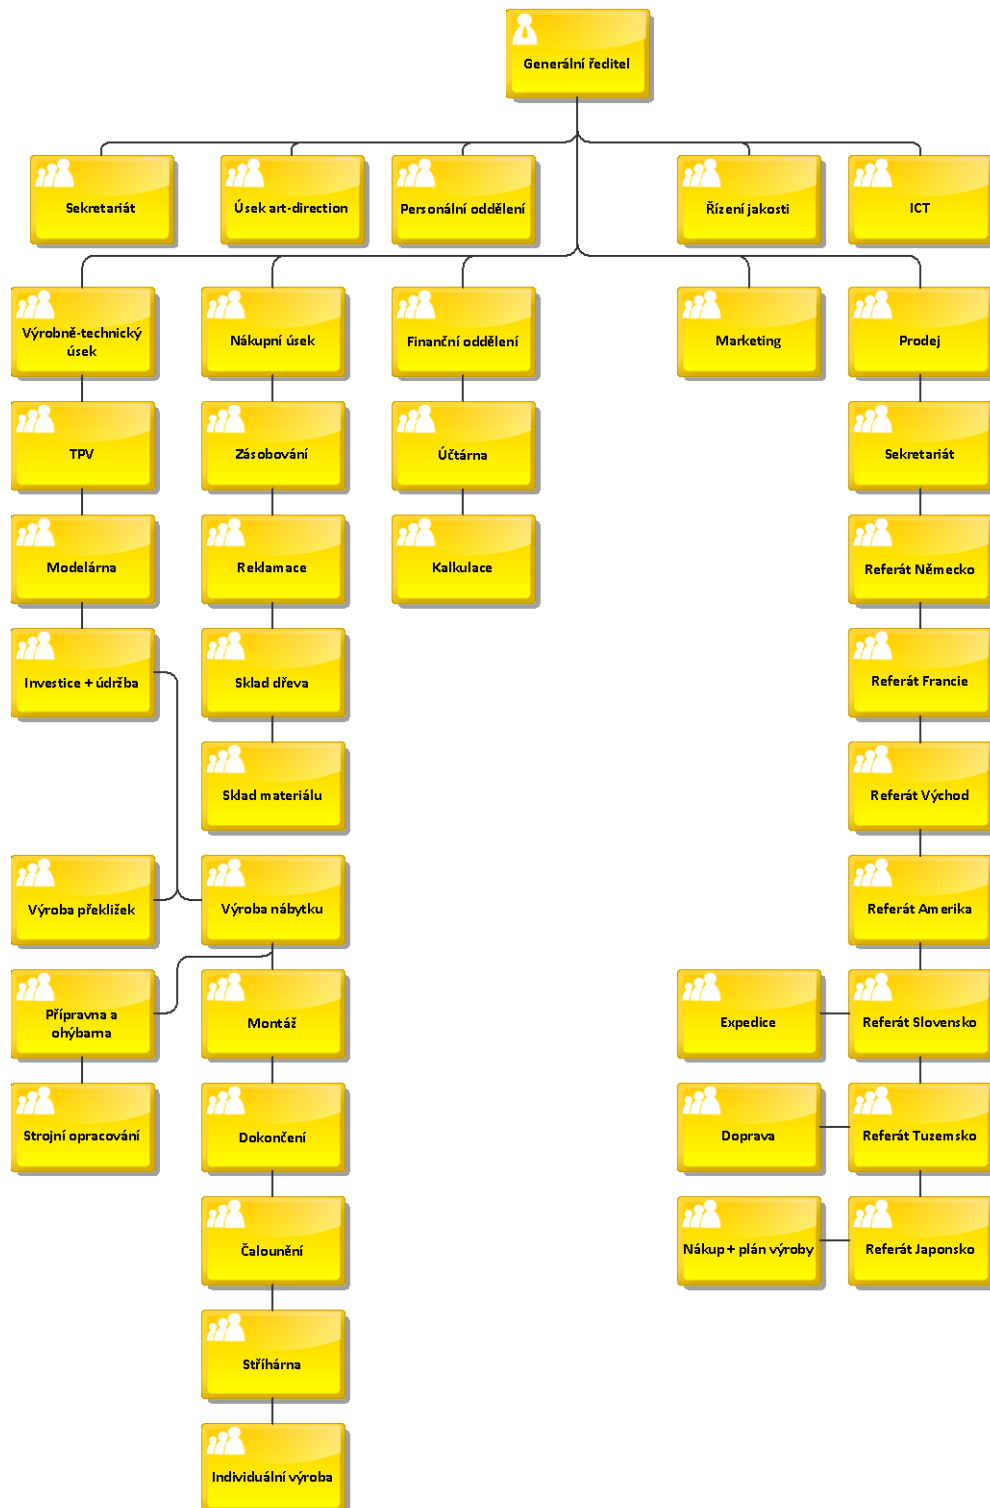 Generální ředitel
Sekretariát
Úsek art-direction
Personální oddělení
Řízení jakosti
ICT
Výrobně-technický
úsek
Nákupní úsek
Finanční oddělení
Marketing
Prodej
TPV
Zásobování
Účtárna
Sekretariát
Modelárna
Reklamace
Kalkulace
Referát Německo
Investice + údržba
Sklad dřeva
Referát Francie
Sklad materiálu
Referát Východ
Výroba překližek
Výroba nábytku
Referát Amerika
Přípravna a
ohýbarna
Montáž
Expedice
Referát Slovensko
Strojní opracování
Dokončení
Doprava
Referát Tuzemsko
Čalounění
Nákup + plán výroby
Referát Japonsko
Stříhárna
Individuální výroba